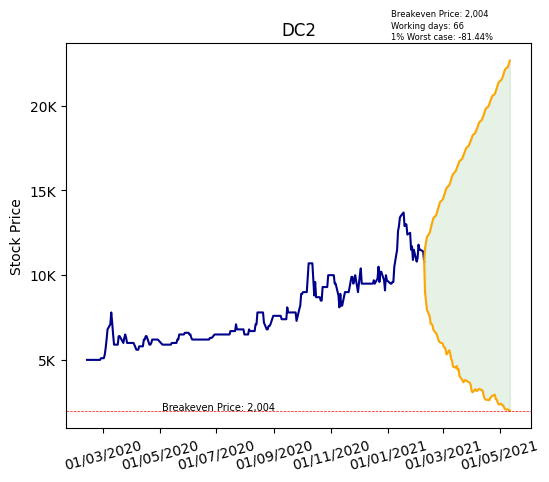 Breakeven Price: 2,004
Working days: 66
1% Worst case: -81.44%
DC2
Stock Price
20K
15K
10K
5K
Breakeven Price: 2,004
01/03/2020
01/05/2020
01/07/2020
01/09/2020
01/11/2020
01/01/2021
01/03/2021
01/05/2021